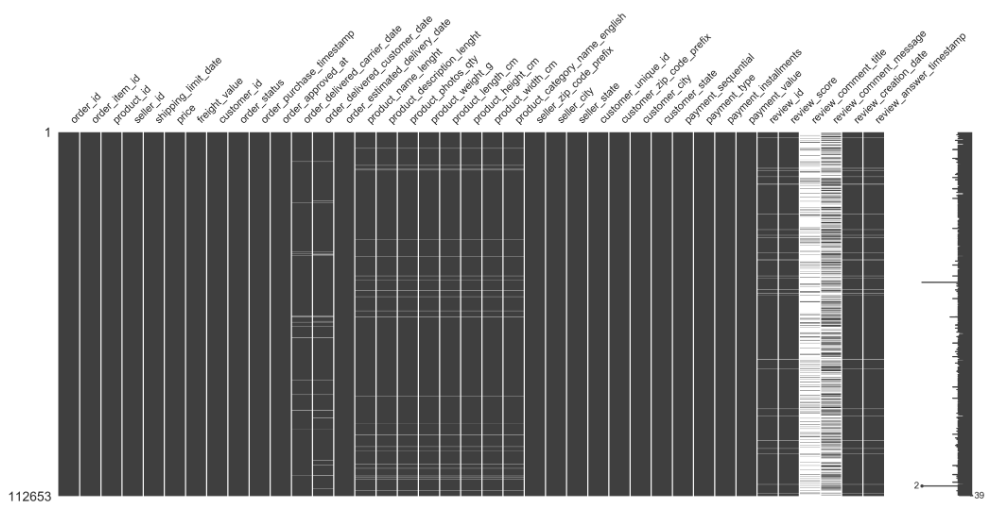 order_id
order_item_id
product_id
seller_id
shipping_limit_date
price
freight_value
customer_id
order_status
order_purchase_timestamp
order_approved_at
order_delivered_carrier_date
order_delivered_customer_date
order_estimated_delivery_date
product_name_lenght
product_description_lenght
product_photos_qty
product_weight_g
product_length_cm
product_height_cm
product_width_cm
product_category_name_english
seller_zip_code_prefix
seller_city
seller_state
customer_unique_id
customer_zip_code_prefix
customer_city
customer_state
payment_sequential
payment_type
payment_installments
payment_value
review_id
review_score
review_comment_title
review_comment_message
review_creation_date
review_answer_timestamp
1
112653
2
39